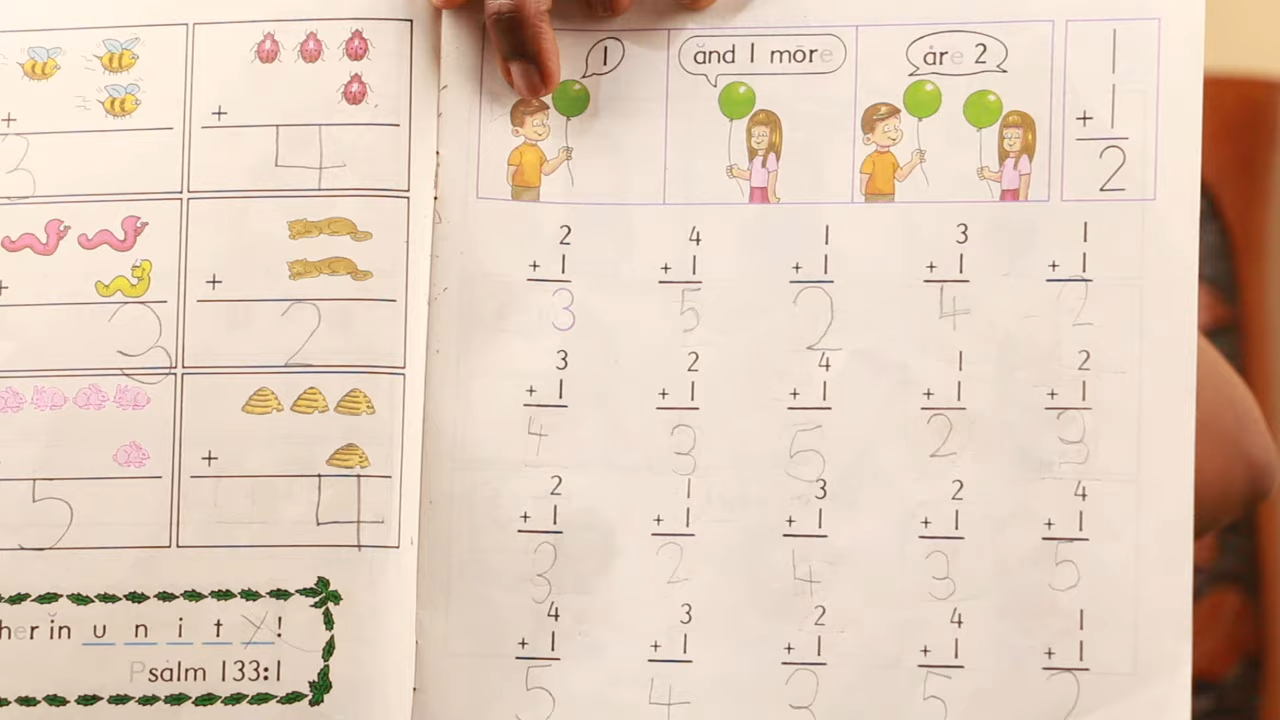 +
3
+
4
+
3
+
2
5
+
4
her in u n i t y!
Psalm 133:1
1
and 1 more
are 2
1
+ 1
2
2 4 1 3 1
+ 1 + 1 + 1 + 1 + 1
3 5 2 4 2
3 2 4 1 2
+ 1 + 1 + 1 + 1 + 1
4 3 5 2 3
2 1 3 2 4
+ 1 + 1 + 1 + 1 + 1
3 2 4 3 5
4 3 2 4 1
+ 1 + 1 + 1 + 1 + 1
5 4 3 5 2